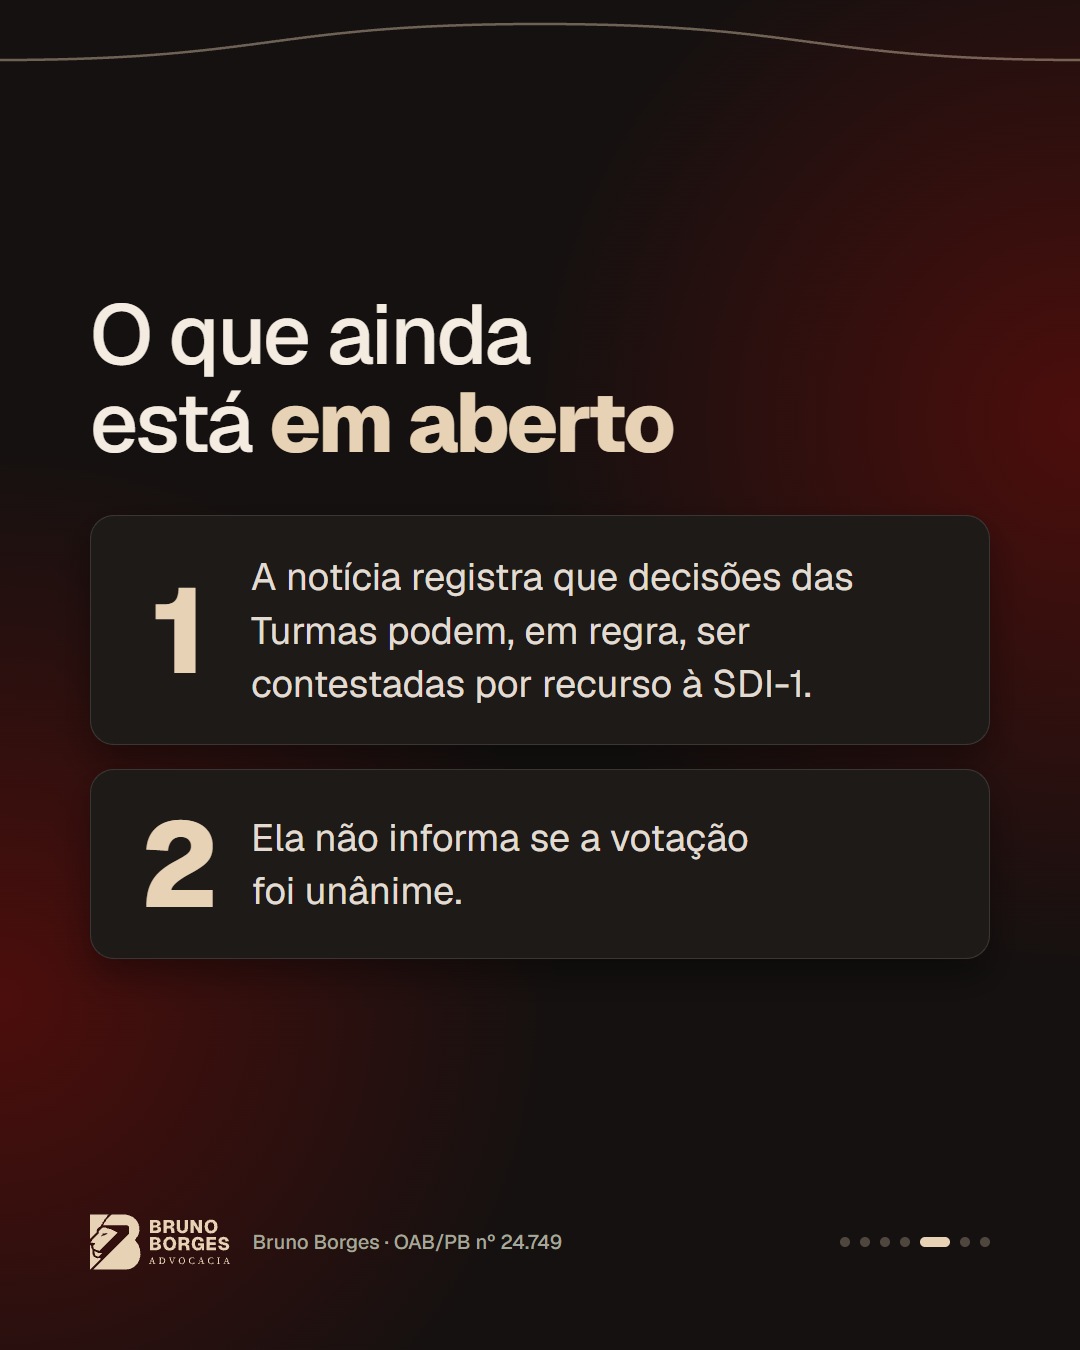 O que ainda
está em aberto
1
A notícia registra que decisões das
Turmas podem, em regra, ser
contestadas por recurso à SDI-1.
2
Ela não informa se a votação
foi unânime.
BRUNO
BORGES
ADVOCACIA
Bruno Borges · OAB/PB nº 24.749